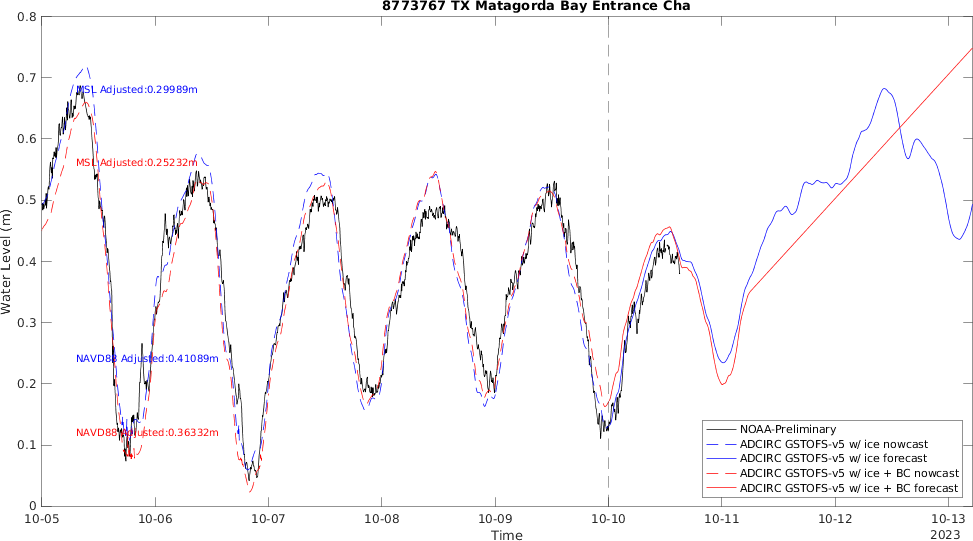 8773767 TX Matagorda Bay Entrance Cha
0.8
0.7
0.6
0.5
0.4
0.3
0.2
0.1
0
Water Level (m)
MSL Adjusted:0.29989m
MSL Adjusted:0.25232m
NAVD88 Adjusted:0.41089m
NAVD88 Adjusted:0.36332m
NOAA-Preliminary
ADCIRC GSTOFS-v5 w/ ice nowcast
ADCIRC GSTOFS-v5 w/ ice forecast
ADCIRC GSTOFS-v5 w/ ice + BC nowcast
ADCIRC GSTOFS-v5 w/ ice + BC forecast
10-05 10-06 10-07 10-08 10-09 10-10 10-11 10-12 10-13
2023
Time